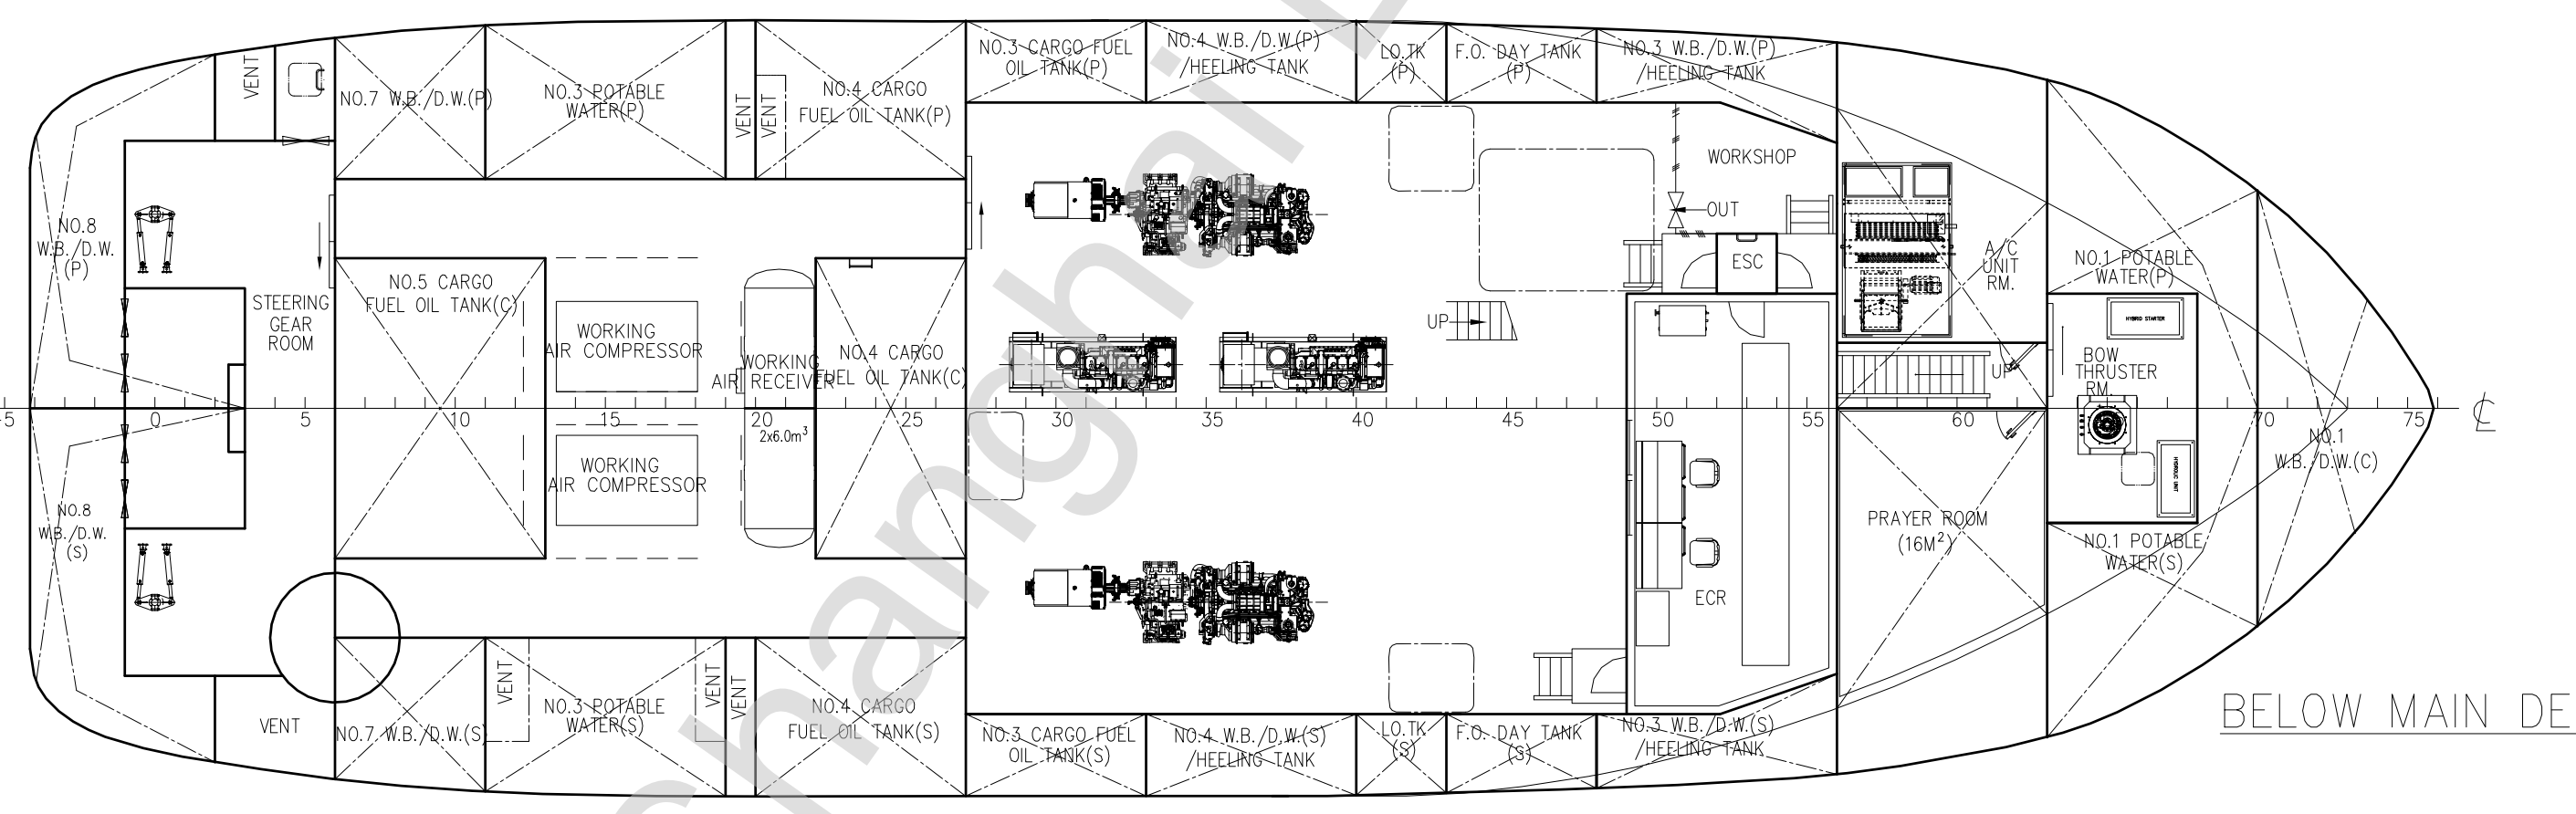 NO.3 CARGO FUEL
OIL TANK(P)
NO.4 W.B./D.W.(P)
/HEELING TANK
LO.TK
(P)
F.O. DAY TANK
(P)
NO.3 W.B./D.W.(P)
/HEELING TANK
VENT
NO.7 W.B./D.W.(P)
NO.3 POTABLE
WATER(P)
VENT
VENT
NO.4 CARGO
FUEL OIL TANK(P)
WORKSHOP
OUT
ESC
A/C
UNIT
RM.
NO.1 POTABLE
WATER(P)
NO.8
W.B./D.W.
(P)
STEERING
GEAR
ROOM
NO.5 CARGO
FUEL OIL TANK(C)
WORKING
AIR COMPRESSOR
WORKING
AIR RECEIVER
NO.4 CARGO
FUEL OIL TANK(C)
UP
UP
HYBRID STARTER
BOW
THRUSTER
RM.
-5 0 5 10 15 20 25 30 35 40 45 50 55 60 70 75 ℄
2x6.0m³
WORKING
AIR COMPRESSOR
HYDRAULIC UNIT
NO.1
W.B./D.W.(C)
NO.8
W.B./D.W.
(S)
PRAYER ROOM
(16M²)
NO.1 POTABLE
WATER(S)
ECR
VENT
NO.7 W.B./D.W.(S)
VENT
NO.3 POTABLE
WATER(S)
VENT
VENT
NO.4 CARGO
FUEL OIL TANK(S)
NO.3 CARGO FUEL
OIL TANK(S)
NO.4 W.B./D.W.(S)
/HEELING TANK
LO.TK
(S)
F.O. DAY TANK
(S)
NO.3 W.B./D.W.(S)
/HEELING TANK
BELOW MAIN DE
hanghai